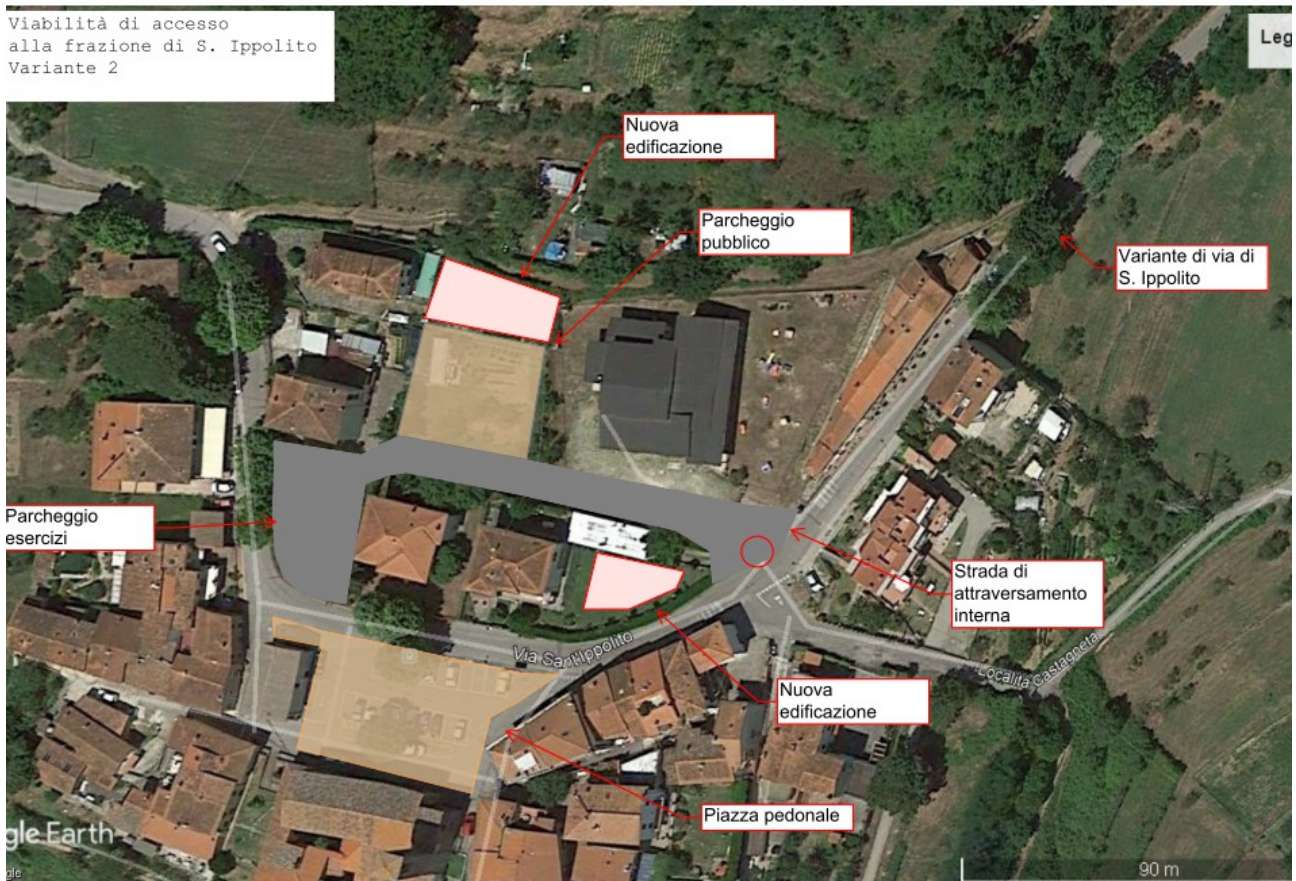 Viabilità di accesso
alla frazione di S. Ippolito
Variante 2
Leg
Nuova
edificazione
Parcheggio
pubblico
Variante di via di
S. Ippolito
Parcheggio
esercizi
Strada di
attraversamento
interna
Via Sant'Ippolito
Località Castagneta
Nuova
edificazione
Piazza pedonale
gle Earth
gle
90 m